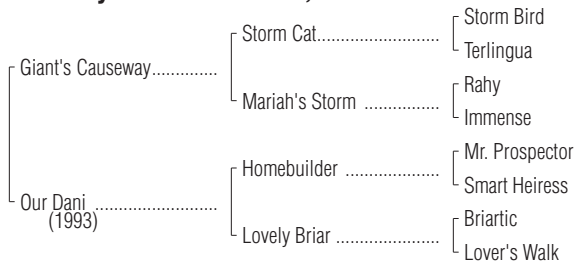 Storm Bird
Storm Cat....................
Terlingua
Giant's Causeway..............
Rahy
Mariah's Storm ................
Immense
Mr. Prospector
Homebuilder ....................
Smart Heiress
Our Dani ..........................
(1993)
Briartic
Lovely Briar ......................
Lover's Walk